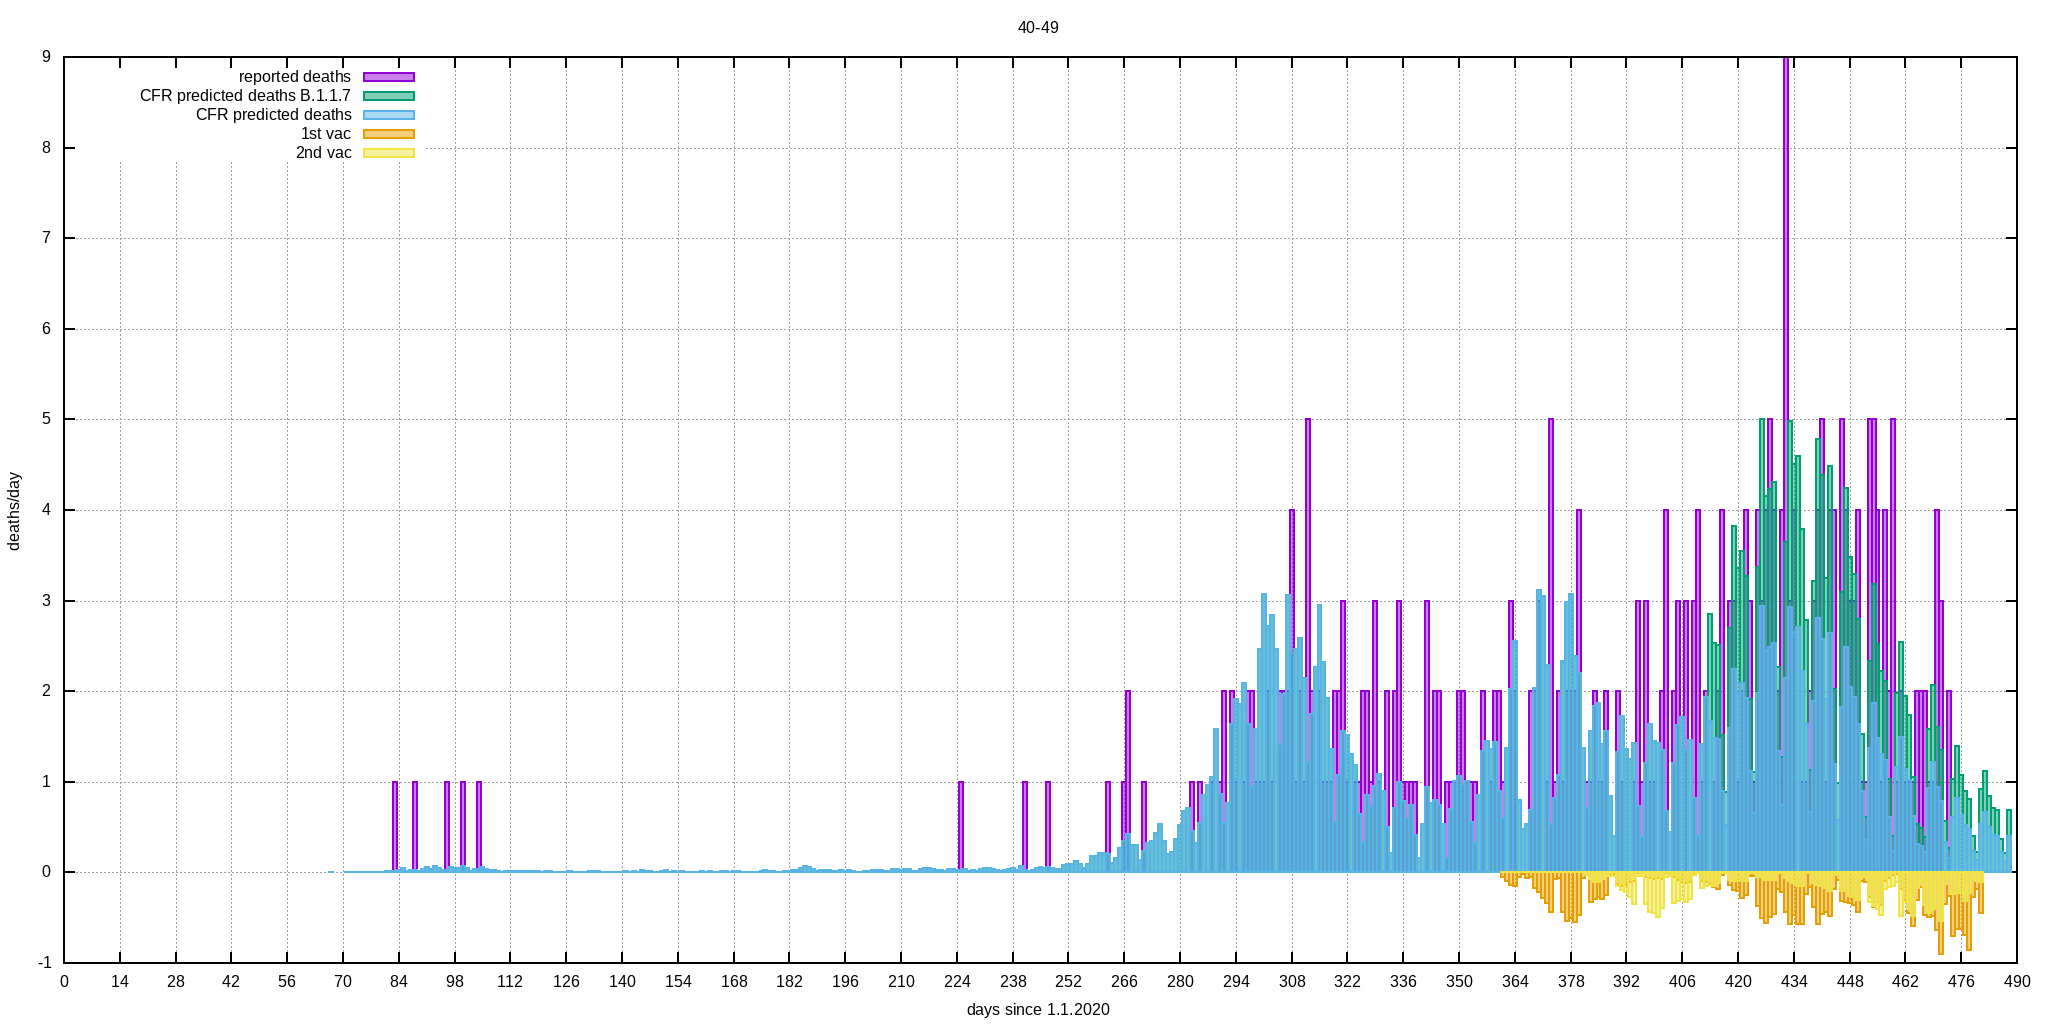 40-49
reported deaths
CFR predicted deaths B.1.1.7
CFR predicted deaths
1st vac
2nd vac
9
8
7
6
5
4
3
2
1
0
-1
deaths/day
0 14 28 42 56 70 84 98 112 126 140 154 168 182 196 210 224 238 252 266 280 294 308 322 336 350 364 378 392 406 420 434 448 462 476 490
days since 1.1.2020